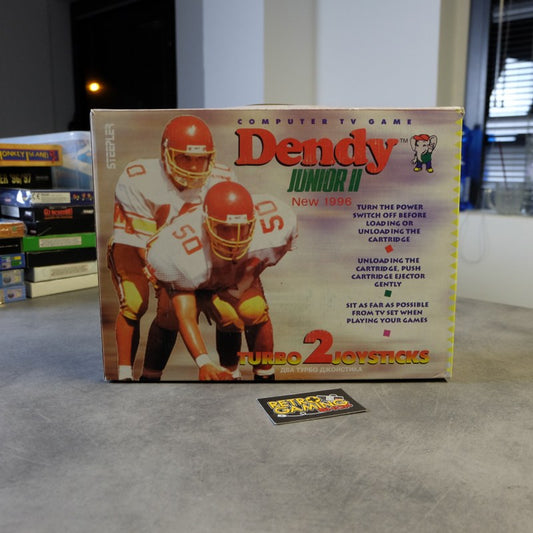 COMPUTER TV GAME
STEEPLER
Dendy™
JUNIOR II
New 1996
TURN THE POWER
SWITCH OFF BEFORE
LOADING OR
UNLOADING THE
CARTRIDGE
UNLOADING THE
CARTRIDGE, PUSH
CARTRIDGE EJECTOR
GENTLY
SIT AS FAR AS POSSIBLE
FROM TV SET WHEN
PLAYING YOUR GAMES
0
50
50
TURBO 2 JOYSTICKS
ДВА ТУРБО ДЖОЙСТИКА
RETRO
GAMING